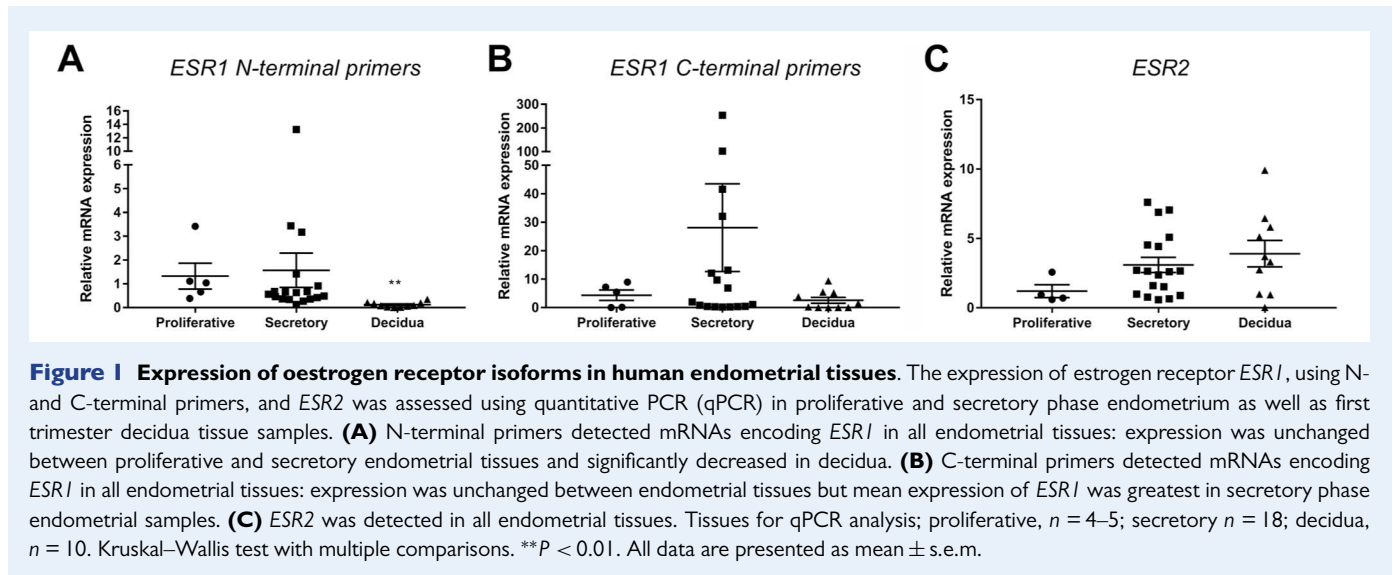 A
ESR1 N-terminal primers
Relative mRNA expression
16
14
12
10
6
5
4
3
2
1
0
**
Proliferative Secretory Decidua
B
ESR1 C-terminal primers
Relative mRNA expression
300
200
100
50
40
30
20
10
0
Proliferative Secretory Decidua
C
ESR2
Relative mRNA expression
15
10
5
0
Proliferative Secretory Decidua
Figure 1 Expression of oestrogen receptor isoforms in human endometrial tissues. The expression of estrogen receptor ESR1, using N-
and C-terminal primers, and ESR2 was assessed using quantitative PCR (qPCR) in proliferative and secretory phase endometrium as well as first
trimester decidua tissue samples. (A) N-terminal primers detected mRNAs encoding ESR1 in all endometrial tissues: expression was unchanged
between proliferative and secretory endometrial tissues and significantly decreased in decidua. (B) C-terminal primers detected mRNAs encoding
ESR1 in all endometrial tissues: expression was unchanged between endometrial tissues but mean expression of ESR1 was greatest in secretory phase
endometrial samples. (C) ESR2 was detected in all endometrial tissues. Tissues for qPCR analysis; proliferative, n = 4–5; secretory n = 18; decidua,
n = 10. Kruskal–Wallis test with multiple comparisons. **P < 0.01. All data are presented as mean ± s.e.m.